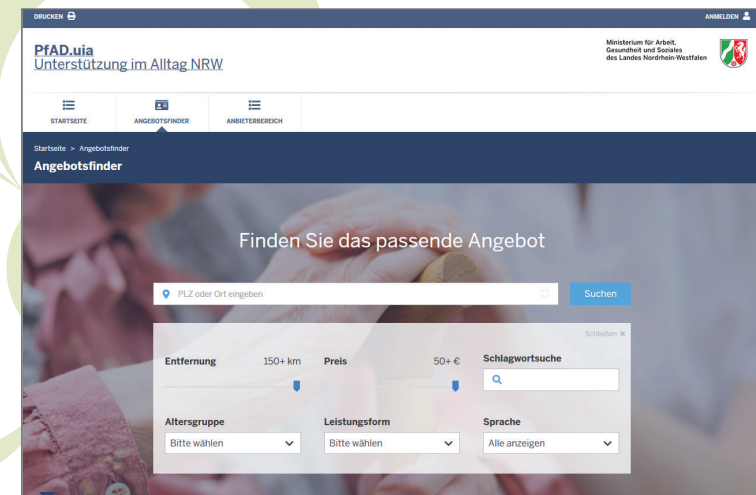 DRUCKEN
ANMELDEN
PfAD.uia
Unterstützung im Alltag NRW
Ministerium für Arbeit,
Gesundheit und Soziales
des Landes Nordrhein-Westfalen
STARTSEITE
ANGEBOTSFINDER
ANBIETERBEREICH
Startseite > Angebotsfinder
Angebotsfinder
Finden Sie das passende Angebot
PLZ oder Ort eingeben
Suchen
Schließen ×
Entfernung 150+ km
Preis 50+ €
Schlagwortsuche
Altersgruppe
Leistungsform
Sprache
Bitte wählen
Bitte wählen
Alle anzeigen